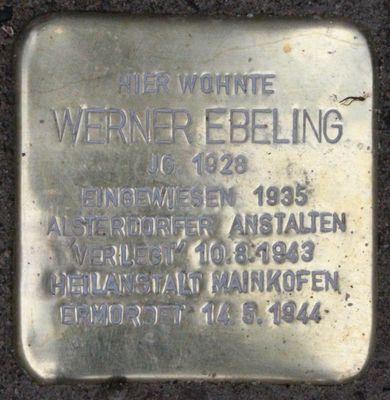 HIER WOHNTE
WERNER EBELING
JG. 1928
EINGEWIESEN 1935
ALSTERDORFER ANSTALTEN
'VERLEGT' 10.8.1943
HEILANSTALT MAINKOFEN
ERMORDET 14.5.1944